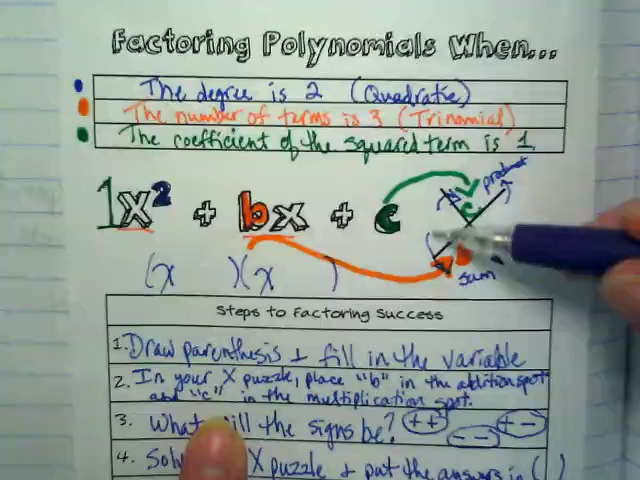 Factoring Polynomials When...
The degree is 2 (Quadratic)
The number of terms is 3 (Trinomial)
The coefficient of the squared term is 1
1x² + bx + c
c
product
sum
(x )(x )
Steps to Factoring Success
1. Draw parenthesis + fill in the variable
2. In your X puzzle, place "b" in the addition spot
and "c" in the multiplication spot.
3. What will the signs be? ++ -- +-
4. X puzzle + put the answers in ( )